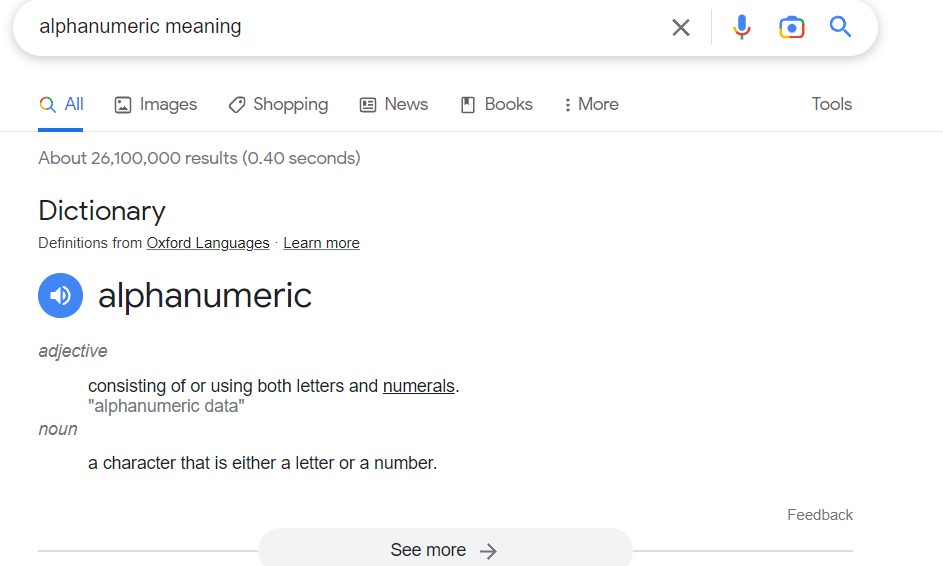 alphanumeric meaning
All Images Shopping News Books More Tools
About 26,100,000 results (0.40 seconds)
Dictionary
Definitions from Oxford Languages · Learn more
alphanumeric
adjective
consisting of or using both letters and numerals.
"alphanumeric data"
noun
a character that is either a letter or a number.
Feedback
See more